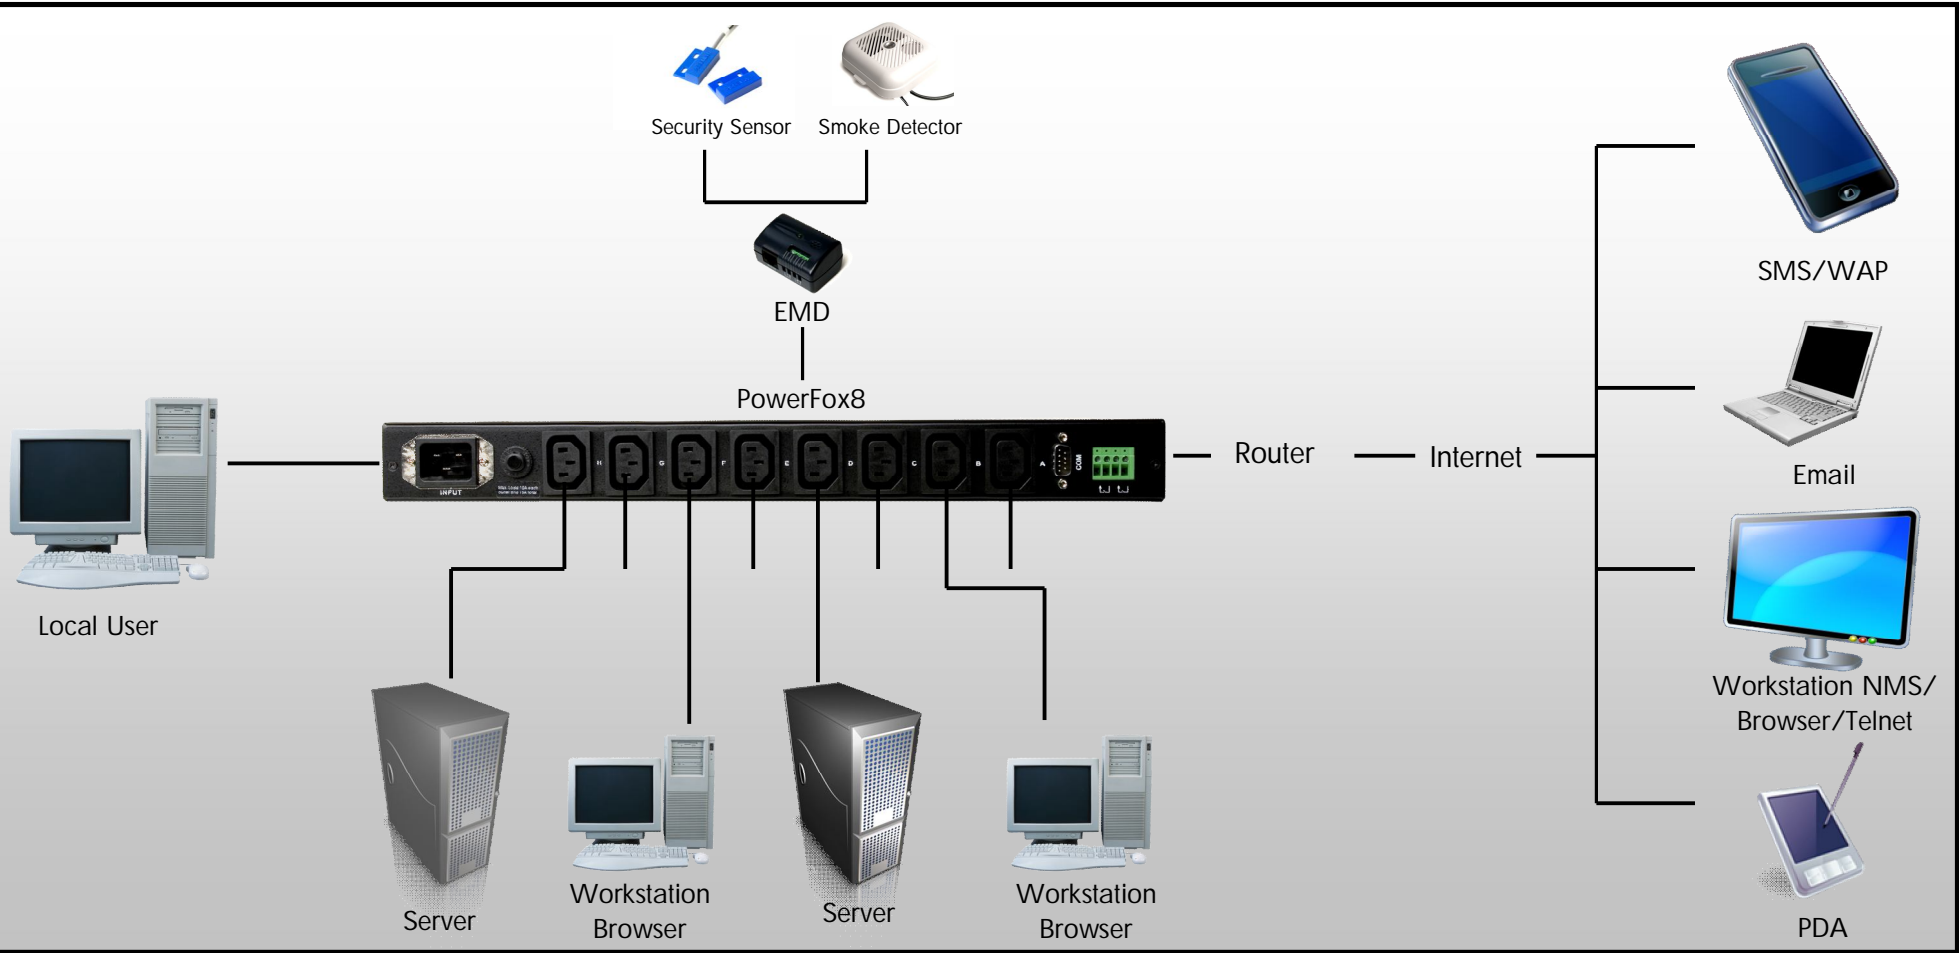 Security Sensor
Smoke Detector
EMD
PowerFox8
INPUT
H
G
F
E
D
C
B
A
COM
Router
Internet
Local User
Server
Workstation
Browser
Server
Workstation
Browser
SMS/WAP
Email
Workstation NMS/
Browser/Telnet
PDA